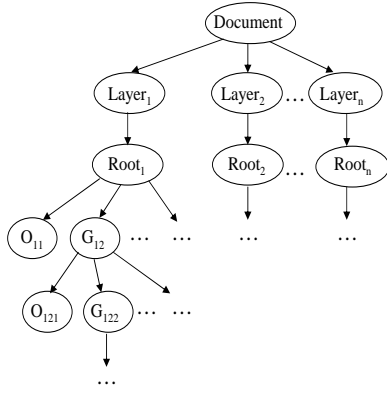 Document
Layer₁ Layer₂ … Layerₙ
Root₁ Root₂ … Rootₙ
O₁₁ G₁₂ … … … …
O₁₂₁ G₁₂₂ … …
…